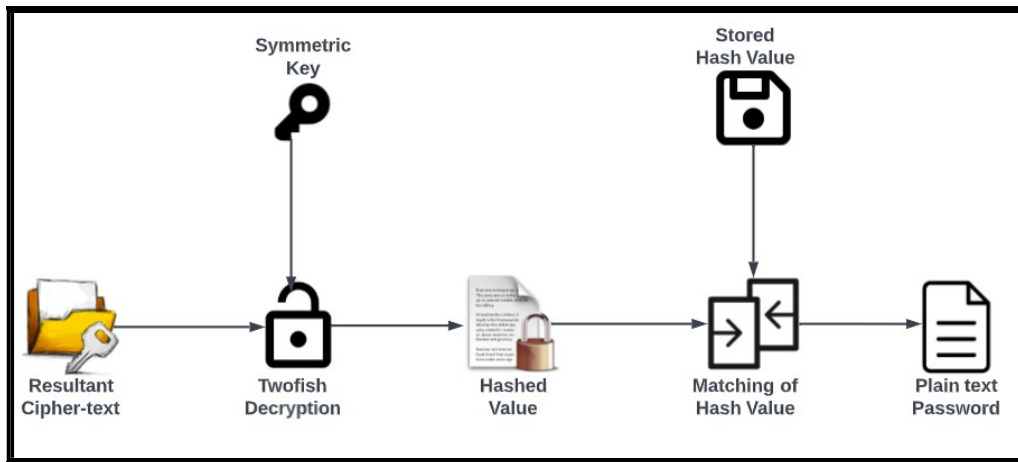 Symmetric
Key
Stored
Hash Value
Resultant
Cipher-text
Twofish
Decryption
Hashed
Value
Matching of
Hash Value
Plain text
Password